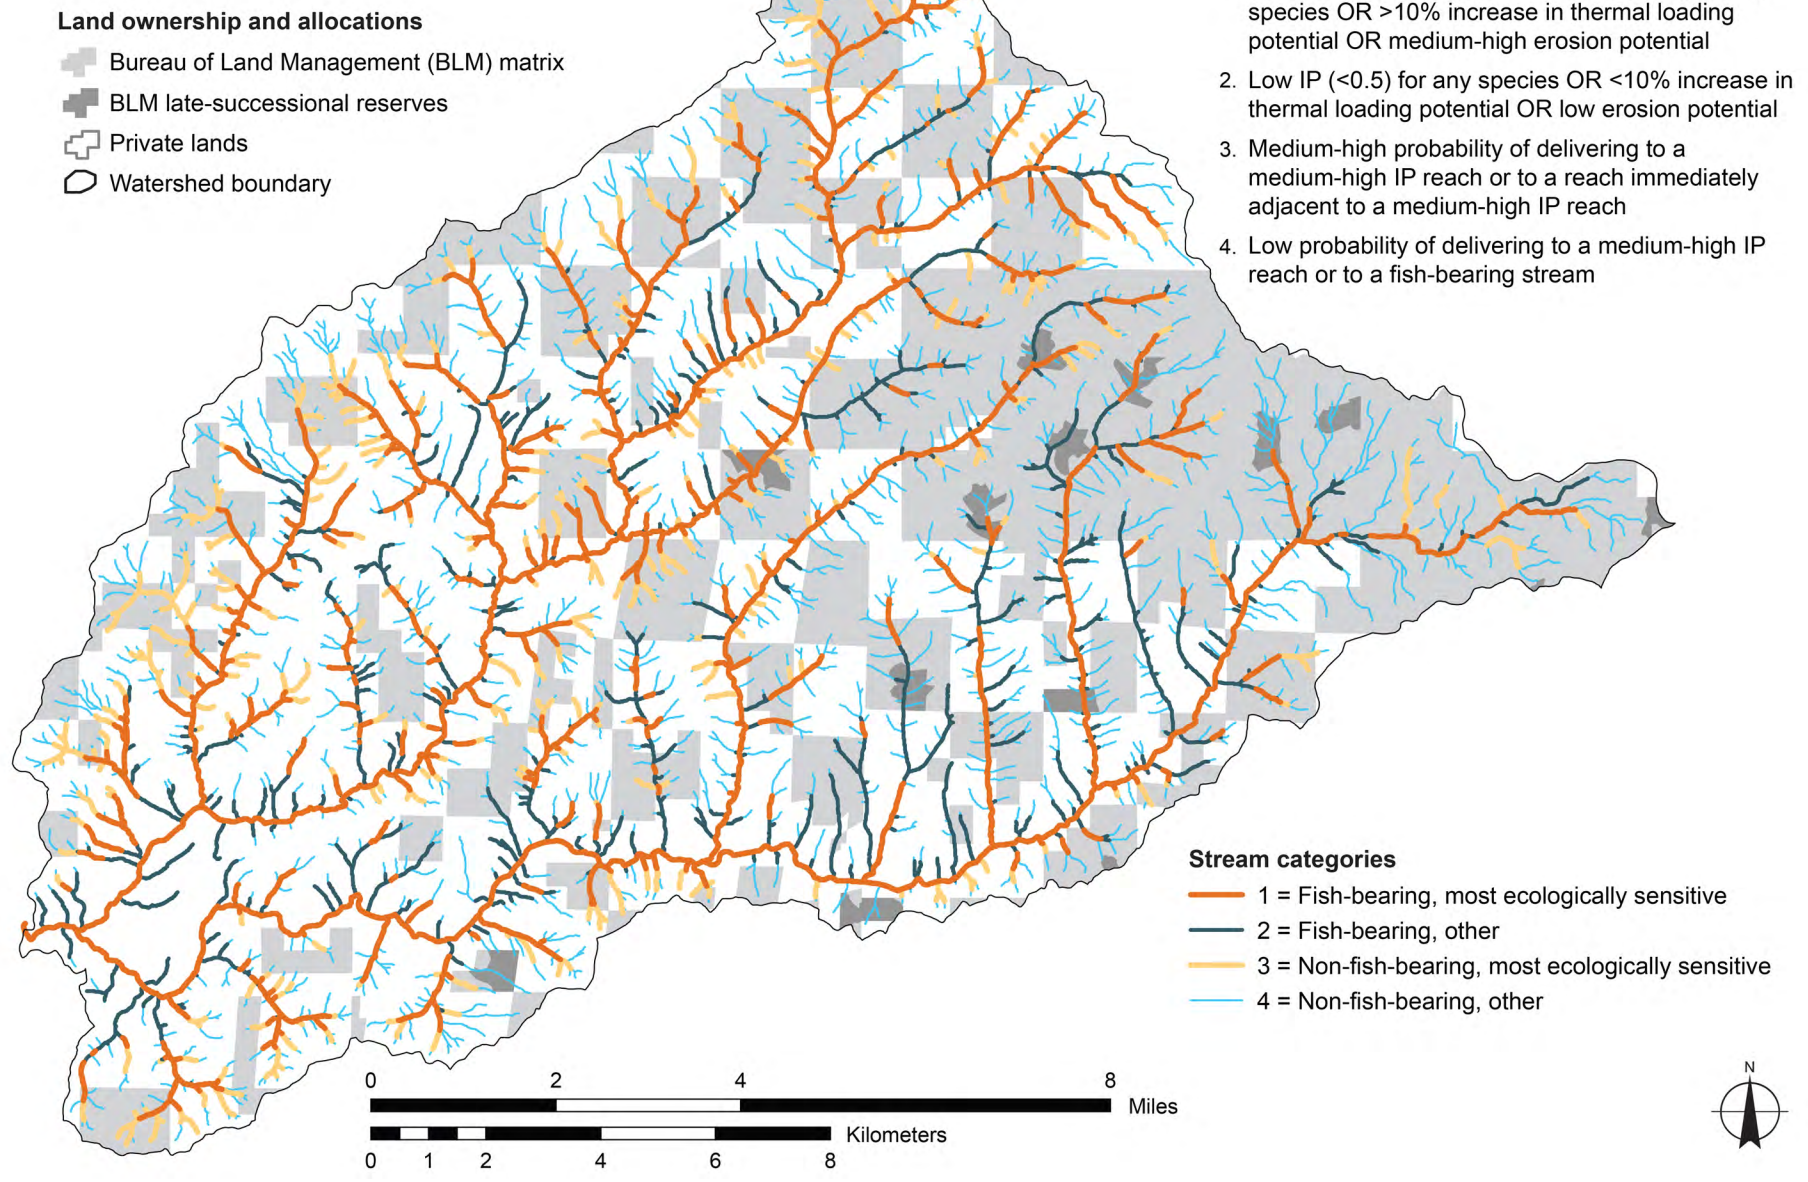 Land ownership and allocations
Bureau of Land Management (BLM) matrix
BLM late-successional reserves
Private lands
Watershed boundary
species OR >10% increase in thermal loading
potential OR medium-high erosion potential
2. Low IP (<0.5) for any species OR <10% increase in
thermal loading potential OR low erosion potential
3. Medium-high probability of delivering to a
medium-high IP reach or to a reach immediately
adjacent to a medium-high IP reach
4. Low probability of delivering to a medium-high IP
reach or to a fish-bearing stream
Stream categories
1 = Fish-bearing, most ecologically sensitive
2 = Fish-bearing, other
3 = Non-fish-bearing, most ecologically sensitive
4 = Non-fish-bearing, other
N
0 2 4 8
Miles
Kilometers
0 1 2 4 6 8